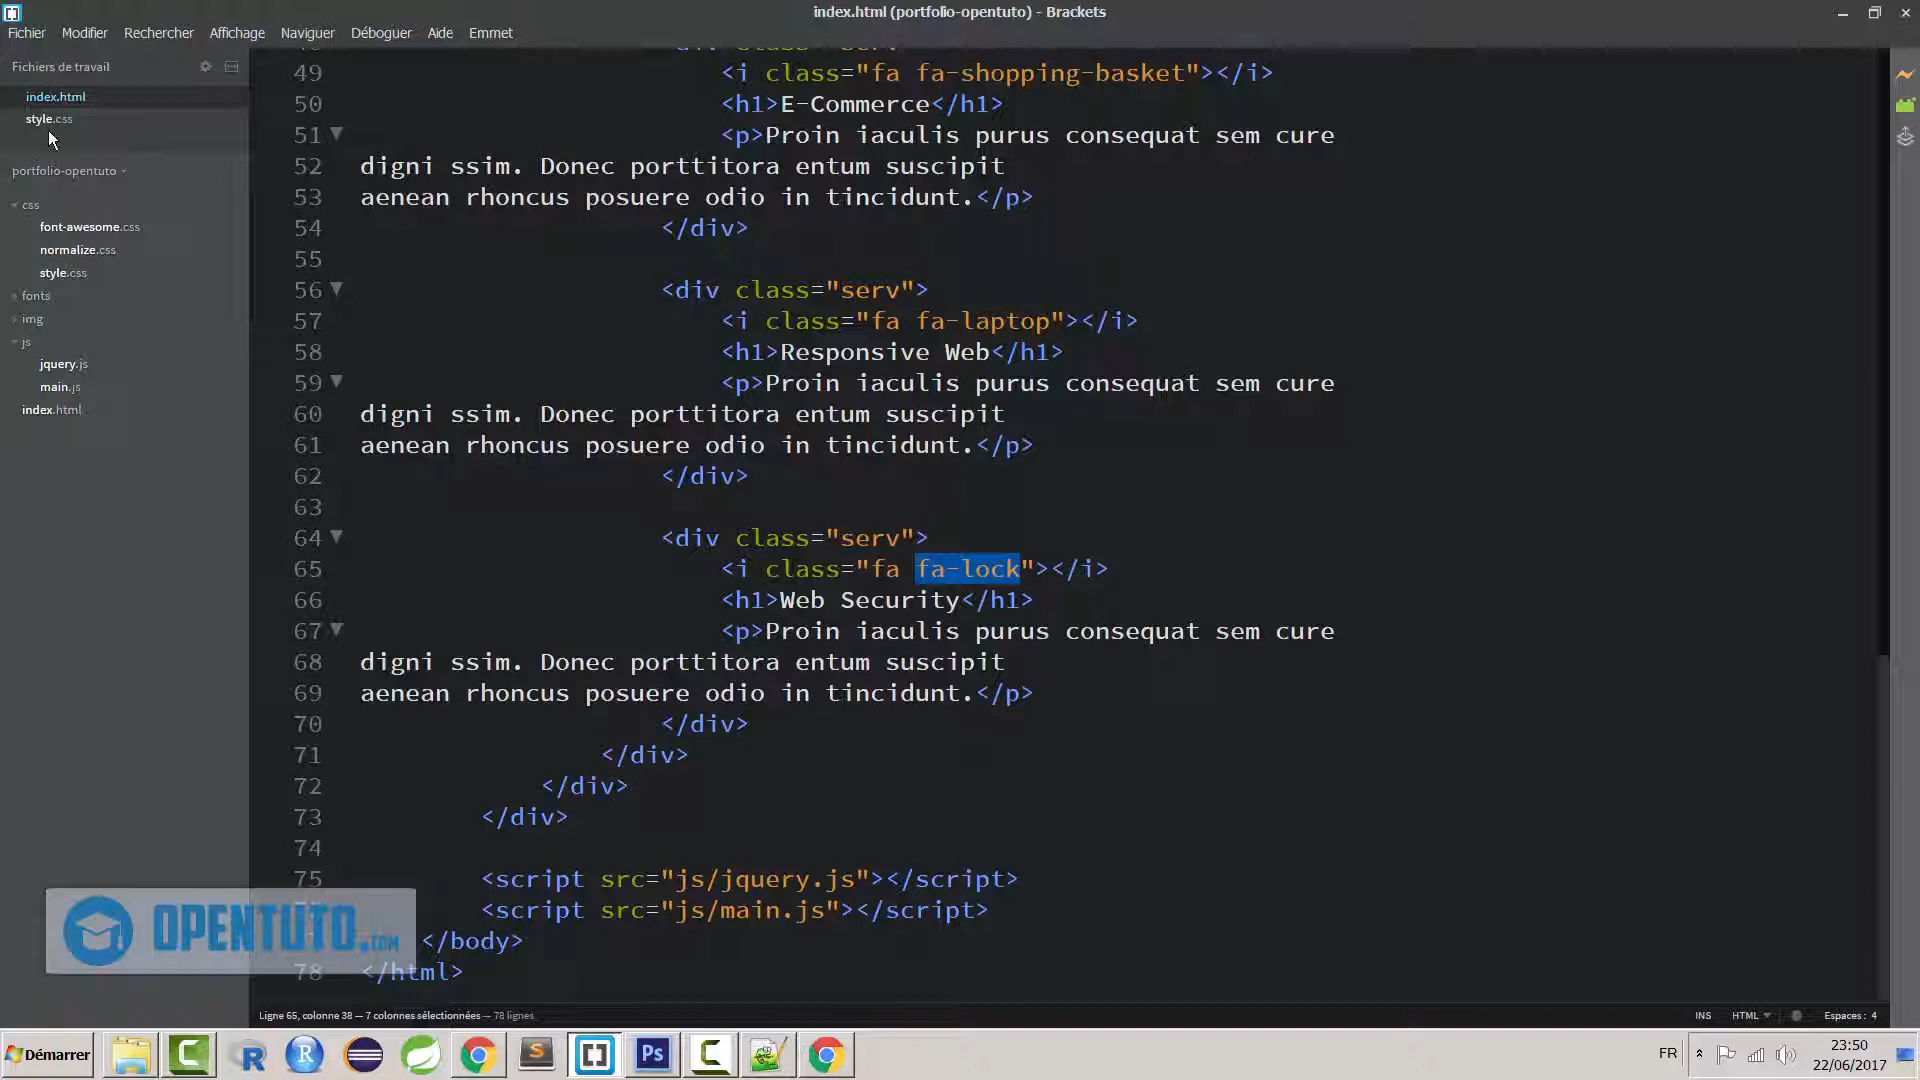 index.html (portfolio-opentuto) - Brackets
Fichier Modifier Rechercher Affichage Naviguer Déboguer Aide Emmet
Fichiers de travail
index.html
style.css
portfolio-opentuto
css
font-awesome.css
normalize.css
style.css
fonts
img
js
jquery.js
main.js
index.html
49 <i class="fa fa-shopping-basket"></i>
50 <h1>E-Commerce</h1>
51 <p>Proin iaculis purus consequat sem cure
52 digni ssim. Donec porttitora entum suscipit
53 aenean rhoncus posuere odio in tincidunt.</p>
54 </div>
55
56 <div class="serv">
57 <i class="fa fa-laptop"></i>
58 <h1>Responsive Web</h1>
59 <p>Proin iaculis purus consequat sem cure
60 digni ssim. Donec porttitora entum suscipit
61 aenean rhoncus posuere odio in tincidunt.</p>
62 </div>
63
64 <div class="serv">
65 <i class="fa fa-lock"></i>
66 <h1>Web Security</h1>
67 <p>Proin iaculis purus consequat sem cure
68 digni ssim. Donec porttitora entum suscipit
69 aenean rhoncus posuere odio in tincidunt.</p>
70 </div>
71 </div>
72 </div>
73 </div>
74
75 <script src="js/jquery.js"></script>
<script src="js/main.js"></script>
</body>
78 </html>
OPENTUTO.COM
Ligne 65, colonne 38 — 7 colonnes sélectionnées — 78 lignes
INS HTML Espaces: 4
Démarrer
Ps
FR
23:50
22/06/2017